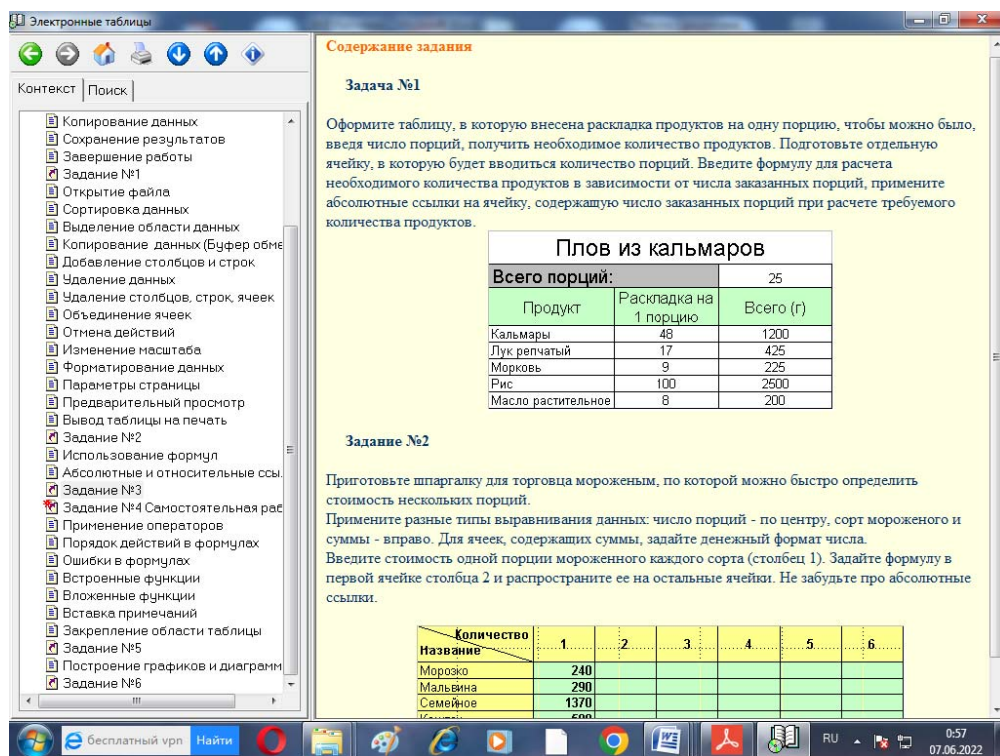 Электронные таблицы
Контекст
Поиск
Копирование данных
Сохранение результатов
Завершение работы
Задание №1
Открытие файла
Сортировка данных
Выделение области данных
Копирование данных (Буфер обме
Добавление столбцов и строк
Удаление данных
Удаление столбцов, строк, ячеек
Объединение ячеек
Отмена действий
Изменение масштаба
Форматирование данных
Параметры страницы
Предварительный просмотр
Вывод таблицы на печать
Задание №2
Использование формул
Абсолютные и относительные ссы.
Задание №3
Задание №4 Самостоятельная раб
Применение операторов
Порядок действий в формулах
Ошибки в формулах
Встроенные функции
Вложенные функции
Вставка примечаний
Закрепление области таблицы
Задание №5
Построение графиков и диаграмм
Задание №6
Содержание задания
Задача №1
Оформите таблицу, в которую внесена раскладка продуктов на одну порцию, чтобы можно было,
введя число порций, получить необходимое количество продуктов. Подготовьте отдельную
ячейку, в которую будет вводиться количество порций. Введите формулу для расчета
необходимого количества продуктов в зависимости от числа заказанных порций, примените
абсолютные ссылки на ячейку, содержащую число заказанных порций при расчете требуемого
количества продуктов.
Плов из кальмаров
Всего порций: 25
Продукт Раскладка на 1 порцию Всего (г)
Кальмары 48 1200
Лук репчатый 17 425
Морковь 9 225
Рис 100 2500
Масло растительное 8 200
Задание №2
Приготовьте шпаргалку для торговца мороженым, по которой можно быстро определить
стоимость нескольких порций.
Примените разные типы выравнивания данных: число порций - по центру, сорт мороженого и
суммы - вправо. Для ячеек, содержащих суммы, задайте денежный формат числа.
Введите стоимость одной порции мороженного каждого сорта (столбец 1). Задайте формулу в
первой ячейке столбца 2 и распространите ее на остальные ячейки. Не забудьте про абсолютные
ссылки.
Количество
Название 1 2 3 4 5 6
Морозко 240
Мальвина 290
Семейное 1370
бесплатный vpn Найти
RU
0:57
07.06.2022